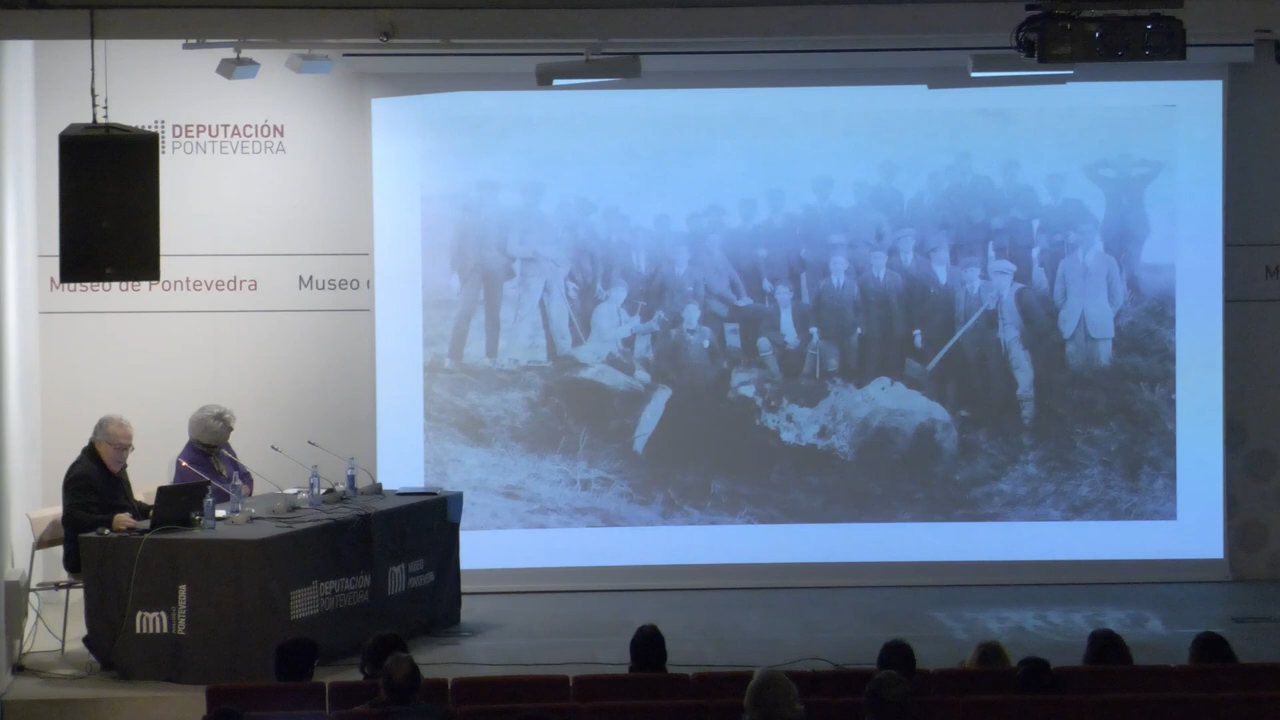 DEPUTACIÓN
PONTEVEDRA
Museo de Pontevedra
Museo
M
DEPUTACIÓN
PONTEVEDRA
MUSEO
PONTEVEDRA
PONTEVEDRA